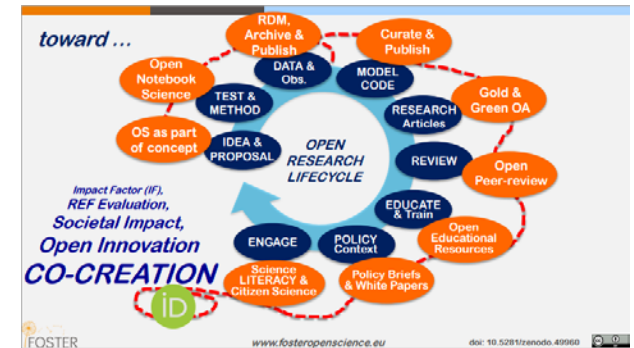 toward ...
RDM,
Archive &
Publish
Curate &
Publish
Open
Notebook
Science
DATA &
Obs.
MODEL
CODE
Gold &
Green OA
TEST &
METHOD
RESEARCH
Articles
OS as part
of concept
IDEA &
PROPOSAL
OPEN
RESEARCH
LIFECYCLE
REVIEW
Open
Peer-review
Impact Factor (IF),
REF Evaluation,
Societal Impact,
Open Innovation
CO-CREATION
EDUCATE
& Train
ENGAGE
POLICY
Context
Open
Educational
Resources
Science
LITERACY &
Citizen Science
Policy Briefs
& White Papers
iD
FOSTER
www.fosteropenscience.eu
doi: 10.5281/zenodo.49960